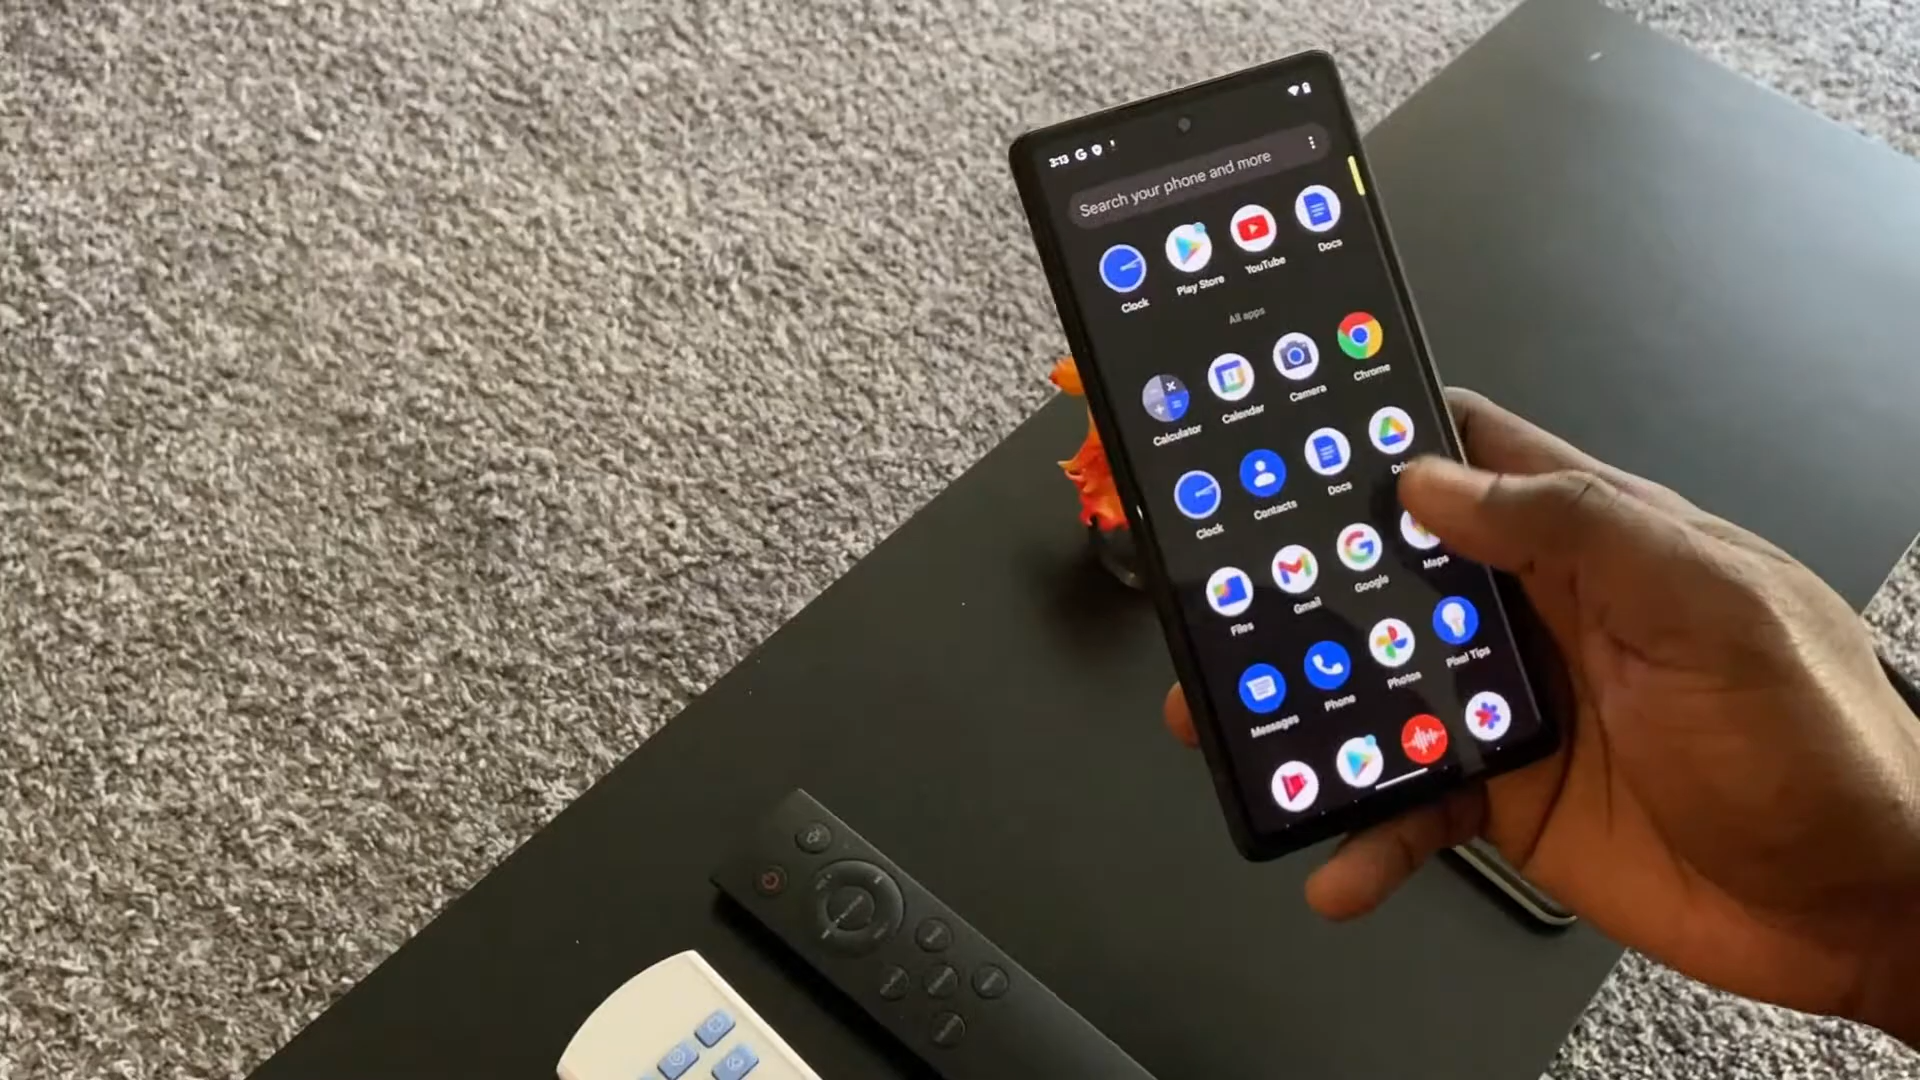 3:13
Search your phone and more
Clock Play Store YouTube Docs
All apps
Calculator Calendar Camera Chrome
Clock Contacts Docs
Files Gmail Google Maps
Messages Phone Photos Pixel Tips